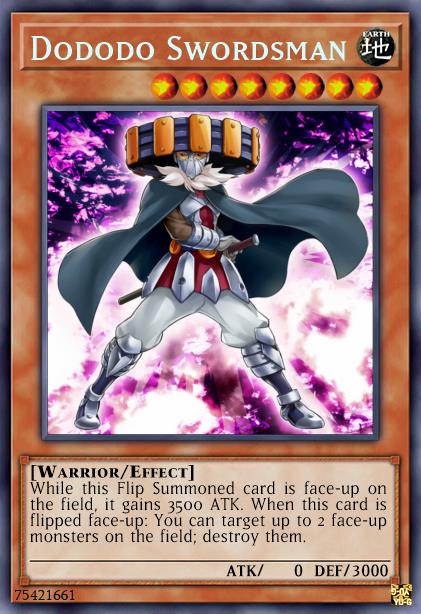 Dododo Swordsman
EARTH
地
[Warrior/Effect]
While this Flip Summoned card is face-up on
the field, it gains 3500 ATK. When this card is
flipped face-up: You can target up to 2 face-up
monsters on the field; destroy them.
ATK/ 0 DEF/3000
75421661